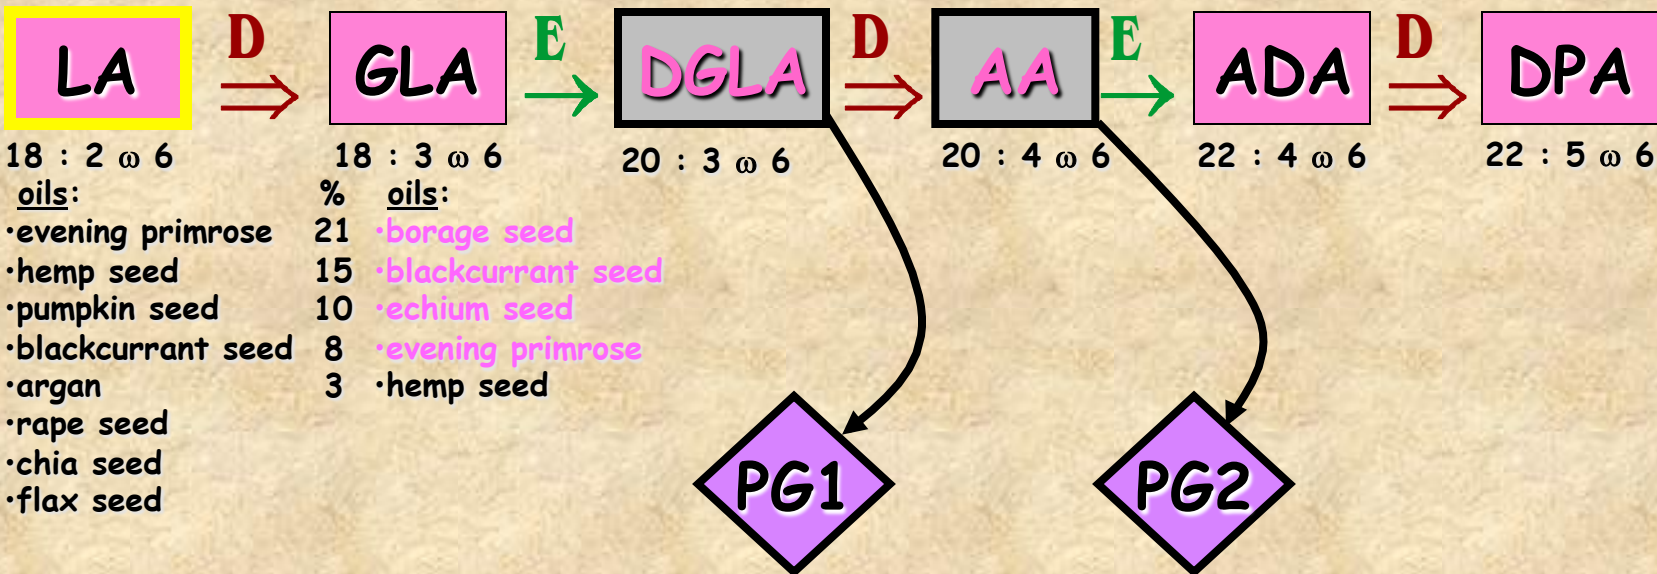 LA D GLA E DGLA D AA E ADA D DPA
18 : 2 ω 6 18 : 3 ω 6 20 : 3 ω 6 20 : 4 ω 6 22 : 4 ω 6 22 : 5 ω 6
oils:
•evening primrose
•hemp seed
•pumpkin seed
•blackcurrant seed
•argan
•rape seed
•chia seed
•flax seed
% oils:
21 •borage seed
15 •blackcurrant seed
10 •echium seed
8 •evening primrose
3 •hemp seed
PG1 PG2